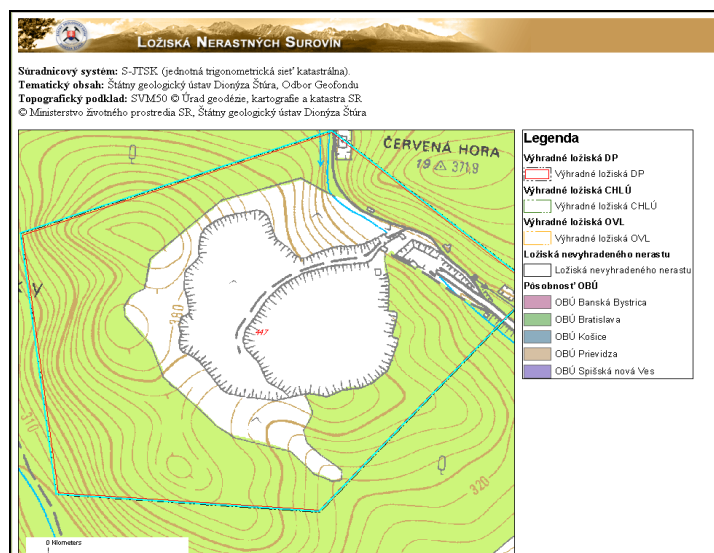 LOŽISKÁ NERASTNÝCH SUROVÍN
Súradnicový systém: S-JTSK (jednotná trigonometrická sieť katastrálna).
Tematický obsah: Štátny geologický ústav Dionýza Štúra, Odbor Geofondu
Topografický podklad: SVM50 © Úrad geodézie, kartografie a katastra SR
© Ministerstvo životného prostredia SR, Štátny geologický ústav Dionýza Štúra
ČERVENÁ HORA
19 371.9
K V
380
447
310
320
0 Kilometers
Legenda
Výhradné ložiská DP
Výhradné ložiská DP
Výhradné ložiská CHLÚ
Výhradné ložiská CHLÚ
Výhradné ložiská OVL
Výhradné ložiská OVL
Ložiská nevyhradeného nerastu
Ložiská nevyhradeného nerastu
Pôsobnosť OBÚ
OBÚ Banská Bystrica
OBÚ Bratislava
OBÚ Košice
OBÚ Prievidza
OBÚ Spišská nová Ves